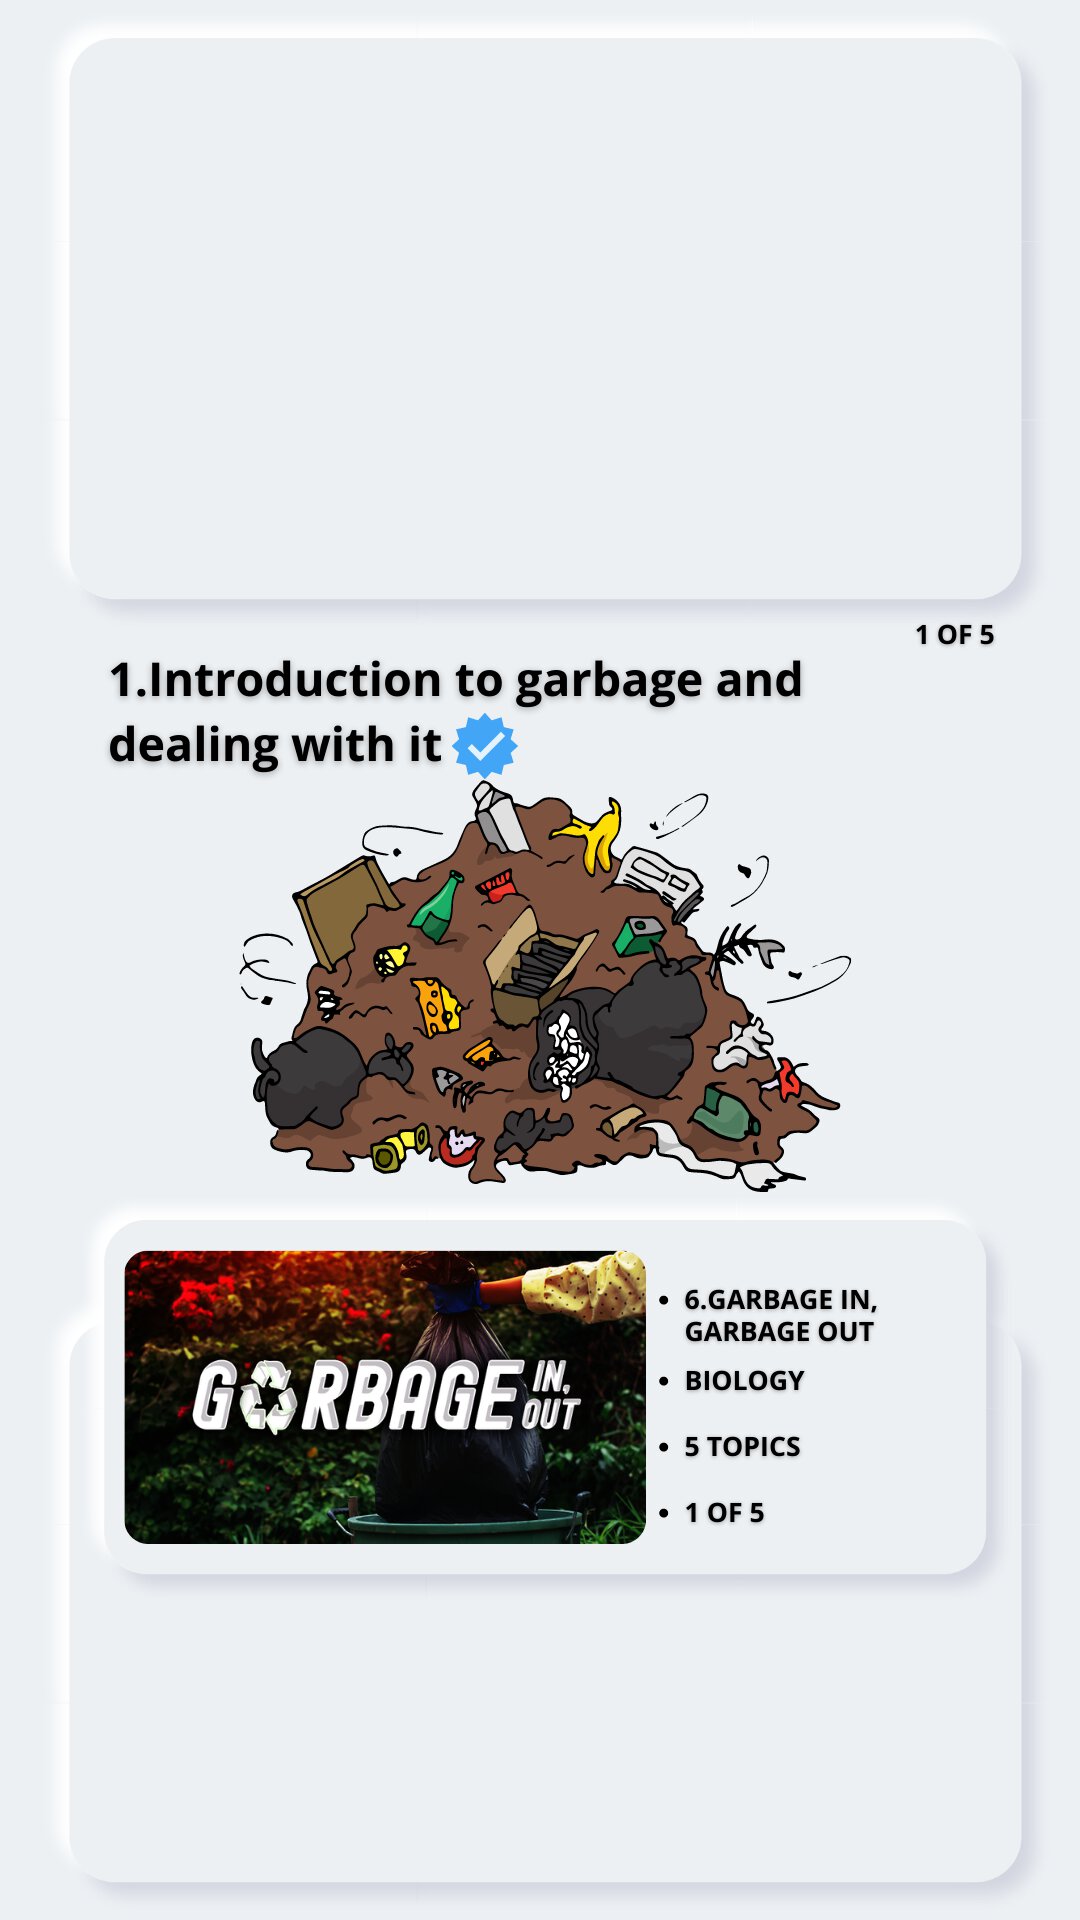 1 OF 5
1.Introduction to garbage and
dealing with it
GARBAGE IN,
OUT
6.GARBAGE IN,
GARBAGE OUT
BIOLOGY
5 TOPICS
1 OF 5